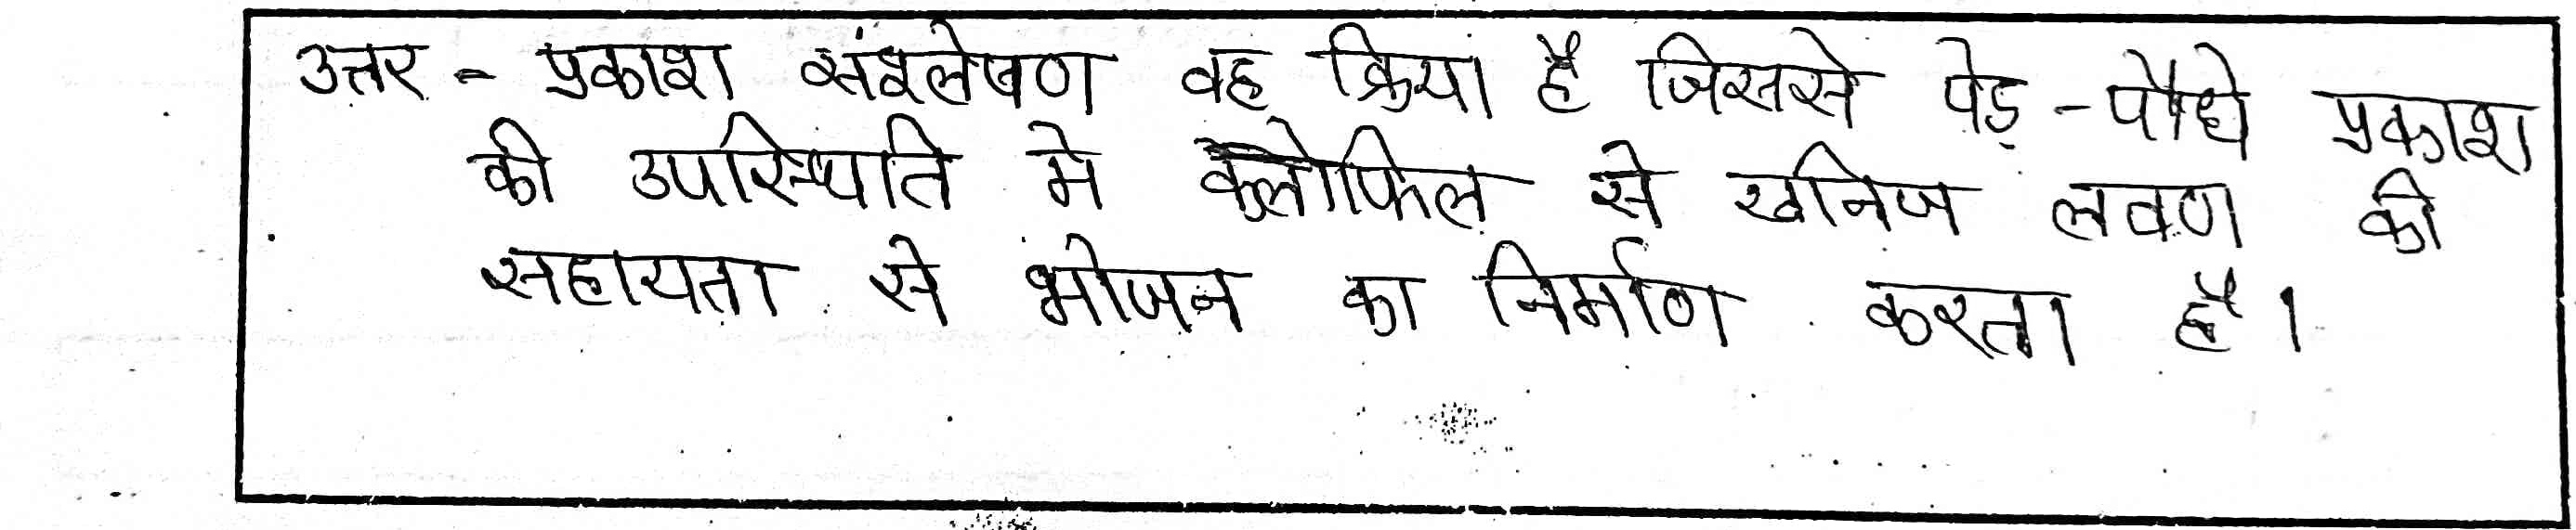 उत्तर - प्रकाश संश्लेषण वह क्रिया है जिससे पेड़ - पौधे प्रकाश
की उपस्थिति मे क्लोफिल से खनिज लवण की
सहायता से भोजन का निर्माण करता है।